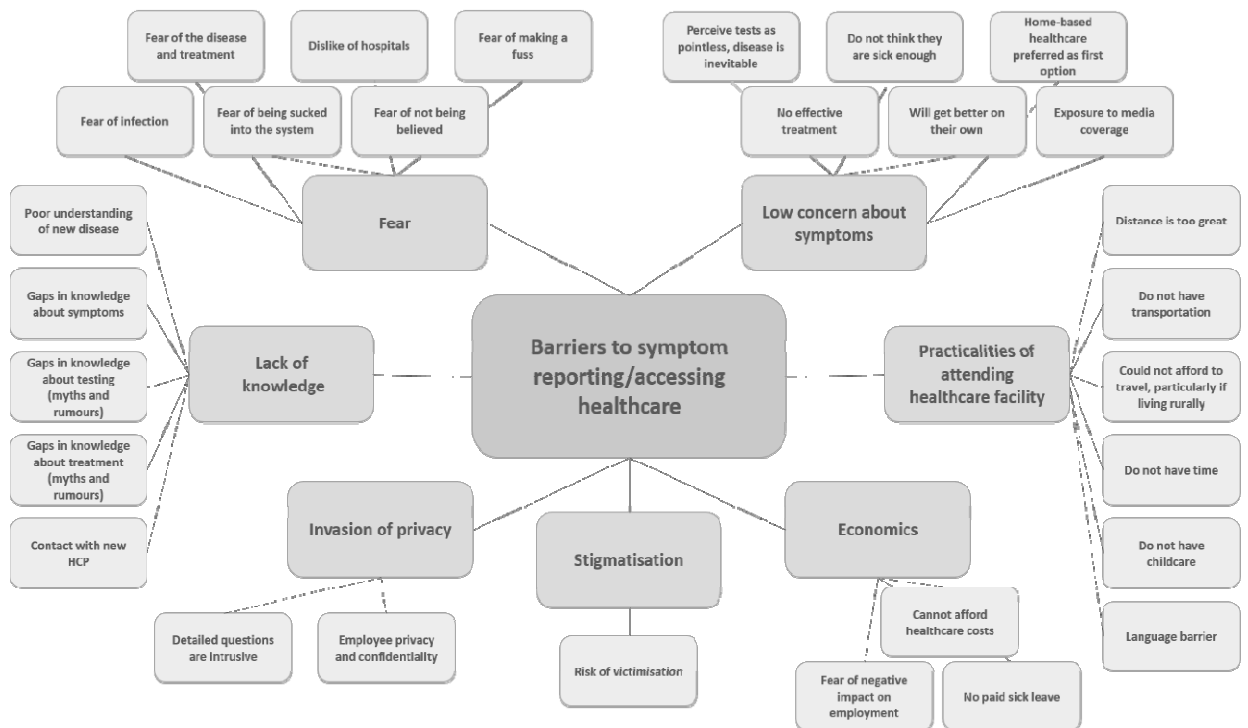 Fear of the disease
and treatment
Dislike of hospitals
Fear of making a
fuss
Fear of infection
Fear of being sucked
into the system
Fear of not being
believed
Fear
Perceive tests as
pointless, disease is
inevitable
Do not think they
are sick enough
Home-based
healthcare
preferred as first
option
No effective
treatment
Will get better on
their own
Exposure to media
coverage
Low concern about
symptoms
Poor understanding
of new disease
Gaps in knowledge
about symptoms
Gaps in knowledge
about testing
(myths and
rumours)
Gaps in knowledge
about treatment
(myths and
rumours)
Contact with new
HCP
Lack of
knowledge
Barriers to symptom
reporting/accessing
healthcare
Practicalities of
attending
healthcare facility
Distance is too great
Do not have
transportation
Could not afford to
travel, particularly if
living rurally
Do not have time
Do not have
childcare
Language barrier
Invasion of privacy
Detailed questions
are intrusive
Employee privacy
and confidentiality
Stigmatisation
Risk of victimisation
Economics
Cannot afford
healthcare costs
Fear of negative
impact on
employment
No paid sick leave